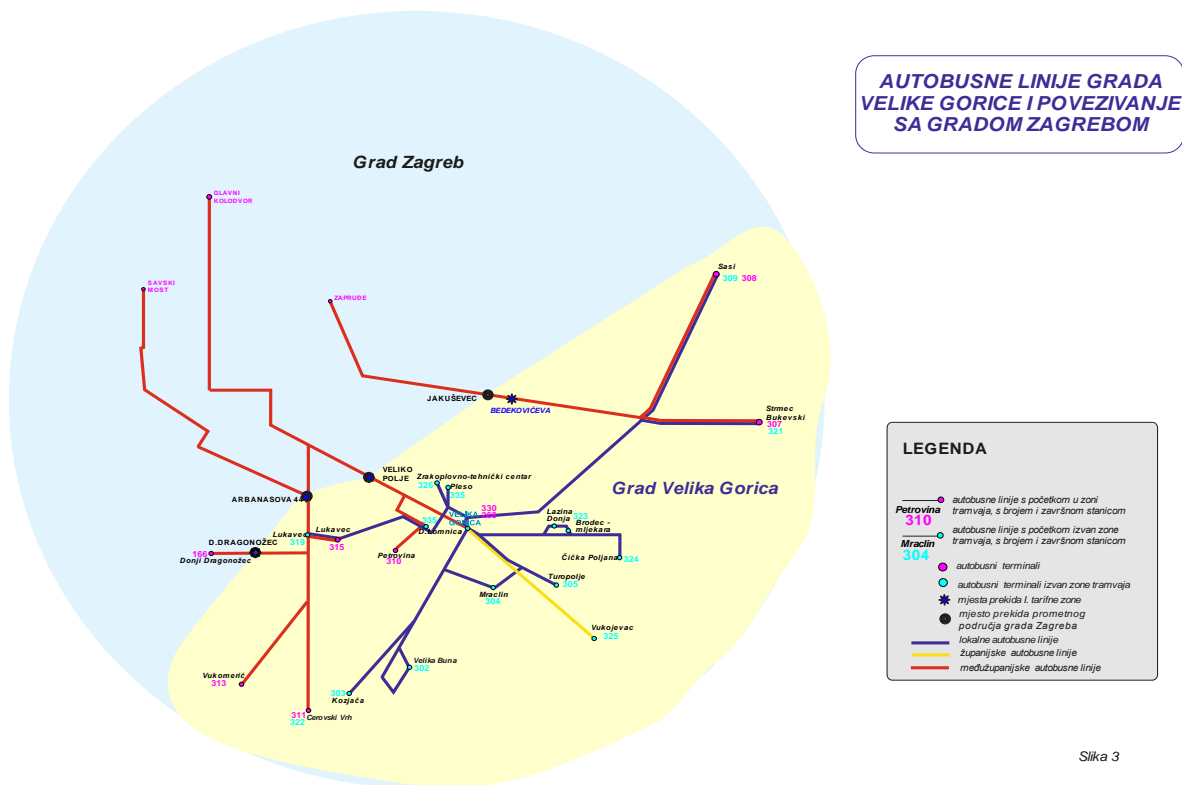 AUTOBUSNE LINIJE GRADA
VELIKE GORICE I POVEZIVANJE
SA GRADOM ZAGREBOM
Grad Zagreb
GLAVNI
KOLODVOR
SAVSKI
MOST
ZAPRUĐE
Sasi
309 308
JAKUŠEVEC
BEDEKOVIĆEVA
Strmec
Bukevski
307
321
VELIKO
POLJE
Zrakoplovno-tehnički centar
326
Pleso
335
Grad Velika Gorica
ARBANASOVA 44
330
268
VELIKA
GORICA
335
D.Lomnica
Lazina
Donja
323
Brodec -
mljekara
Lukavec
319
Lukavec
315
D.DRAGONOŽEC
166
Donji Dragonožec
Petrovina
310
Čička Poljana
324
Turopolje
305
Mraclin
304
Vukojevac
325
Velika Buna
302
Vukomerić
313
303
Kozjača
311
322
Cerovski Vrh
LEGENDA
Petrovina
310
autobusne linije s početkom u zoni
tramvaja, s brojem i završnom stanicom
Mraclin
304
autobusne linije s početkom izvan zone
tramvaja, s brojem i završnom stanicom
autobusni terminali
autobusni terminali izvan zone tramvaja
mjesta prekida I. tarifne zone
mjesto prekida prometnog
područja grada Zagreba
lokalne autobusne linije
županijske autobusne linije
međužupanijske autobusne linije
Slika 3